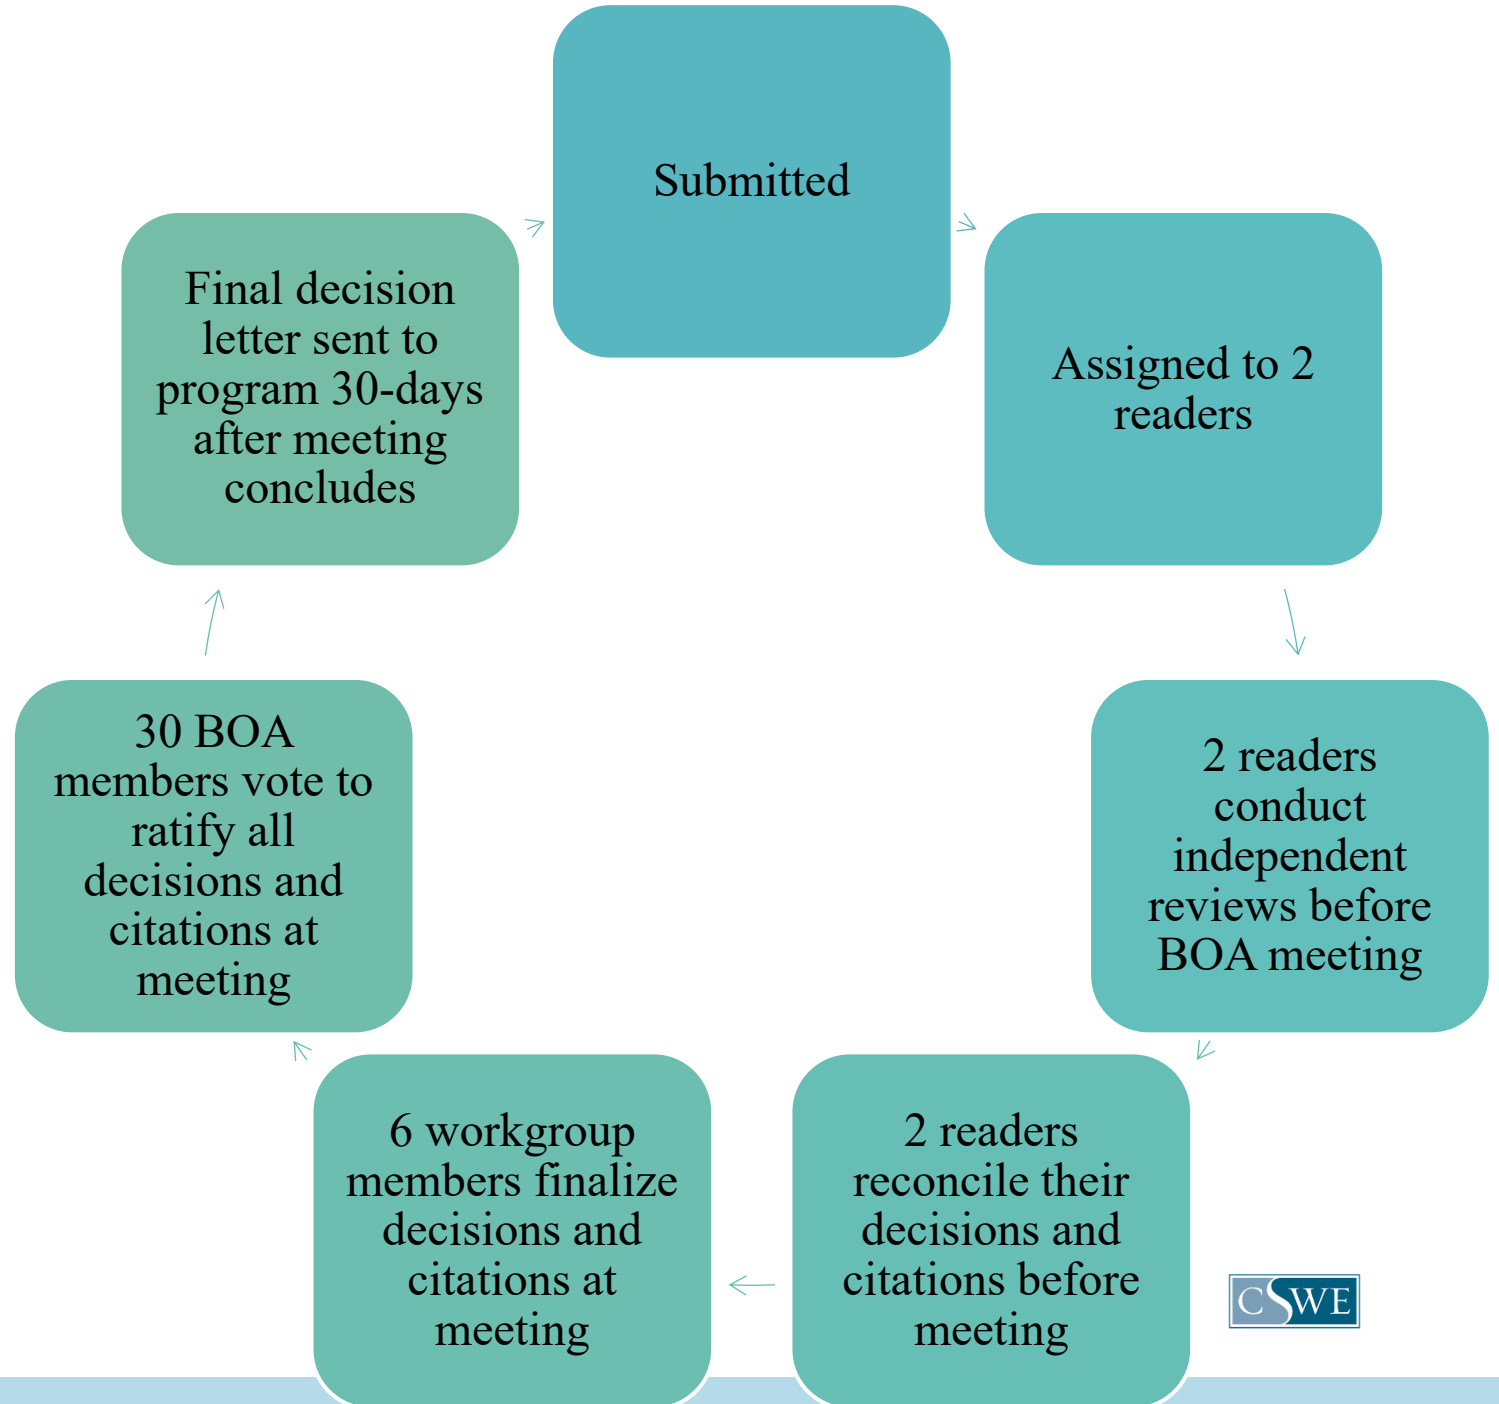 Submitted
Assigned to 2
readers
2 readers
conduct
independent
reviews before
BOA meeting
2 readers
reconcile their
decisions and
citations before
meeting
6 workgroup
members finalize
decisions and
citations at
meeting
30 BOA
members vote to
ratify all
decisions and
citations at
meeting
Final decision
letter sent to
program 30-days
after meeting
concludes
CSWE